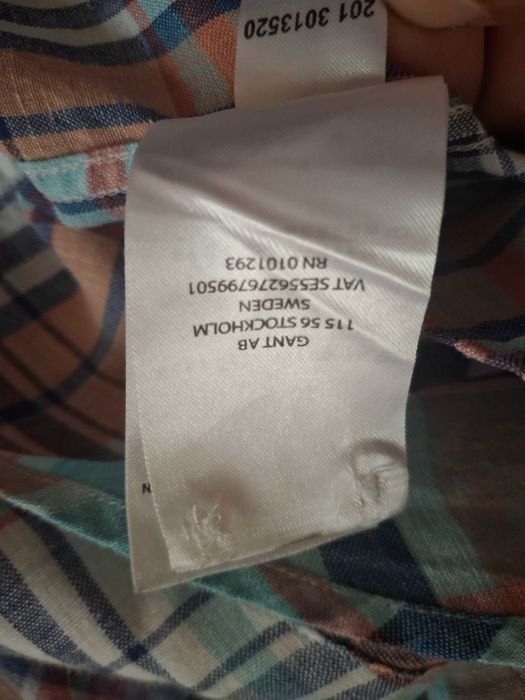 GANT AB
115 56 STOCKHOLM
SWEDEN
VAT SE556276799501
RN 0101293
201 3013520
N